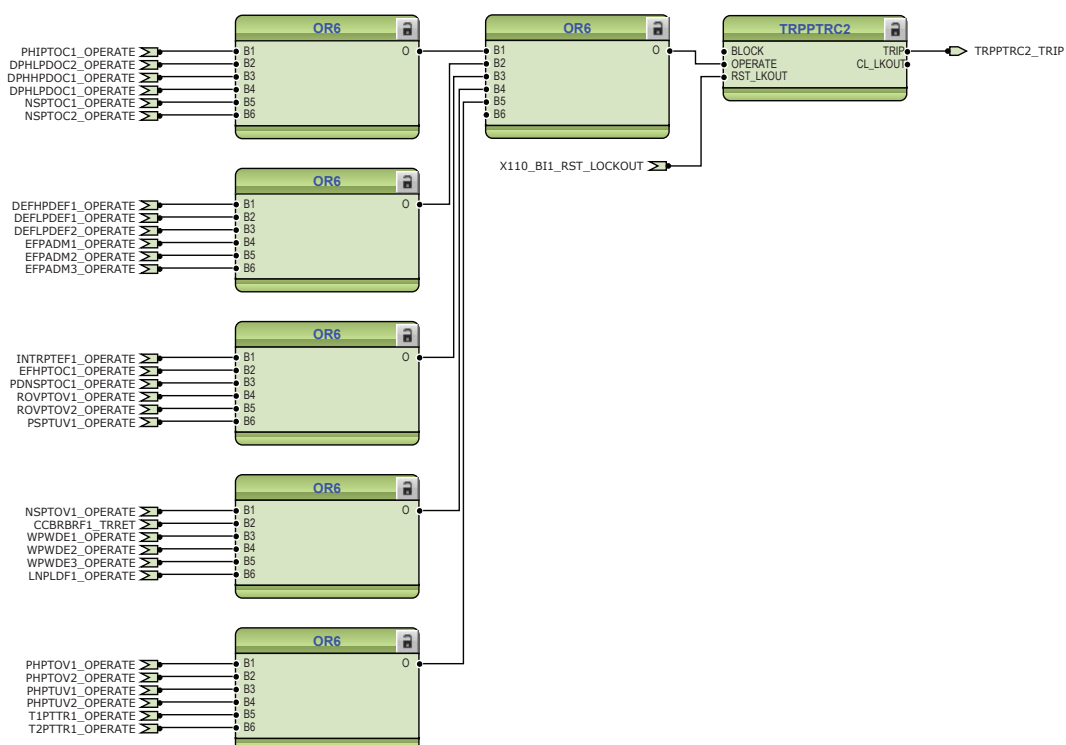 OR6
PHIPTOC1_OPERATE B1 O
DPHLPDOC2_OPERATE B2
DPHHPDOC1_OPERATE B3
DPHLPDOC1_OPERATE B4
NSPTOC1_OPERATE B5
NSPTOC2_OPERATE B6
OR6
B1 O
B2
B3
B4
B5
B6
TRPPTRC2
BLOCK TRIP TRPPTRC2_TRIP
OPERATE CL_LKOUT
RST_LKOUT
X110_BI1_RST_LOCKOUT
OR6
DEFHPDEF1_OPERATE B1 O
DEFLPDEF1_OPERATE B2
DEFLPDEF2_OPERATE B3
EFPADM1_OPERATE B4
EFPADM2_OPERATE B5
EFPADM3_OPERATE B6
OR6
INTRPTEF1_OPERATE B1 O
EFHPTOC1_OPERATE B2
PDNSPTOC1_OPERATE B3
ROVPTOV1_OPERATE B4
ROVPTOV2_OPERATE B5
PSPTUV1_OPERATE B6
OR6
NSPTOV1_OPERATE B1 O
CCBRBRF1_TRRET B2
WPWDE1_OPERATE B3
WPWDE2_OPERATE B4
WPWDE3_OPERATE B5
LNPLDF1_OPERATE B6
OR6
PHPTOV1_OPERATE B1 O
PHPTOV2_OPERATE B2
PHPTUV1_OPERATE B3
PHPTUV2_OPERATE B4
T1PTTR1_OPERATE B5
T2PTTR1_OPERATE B6